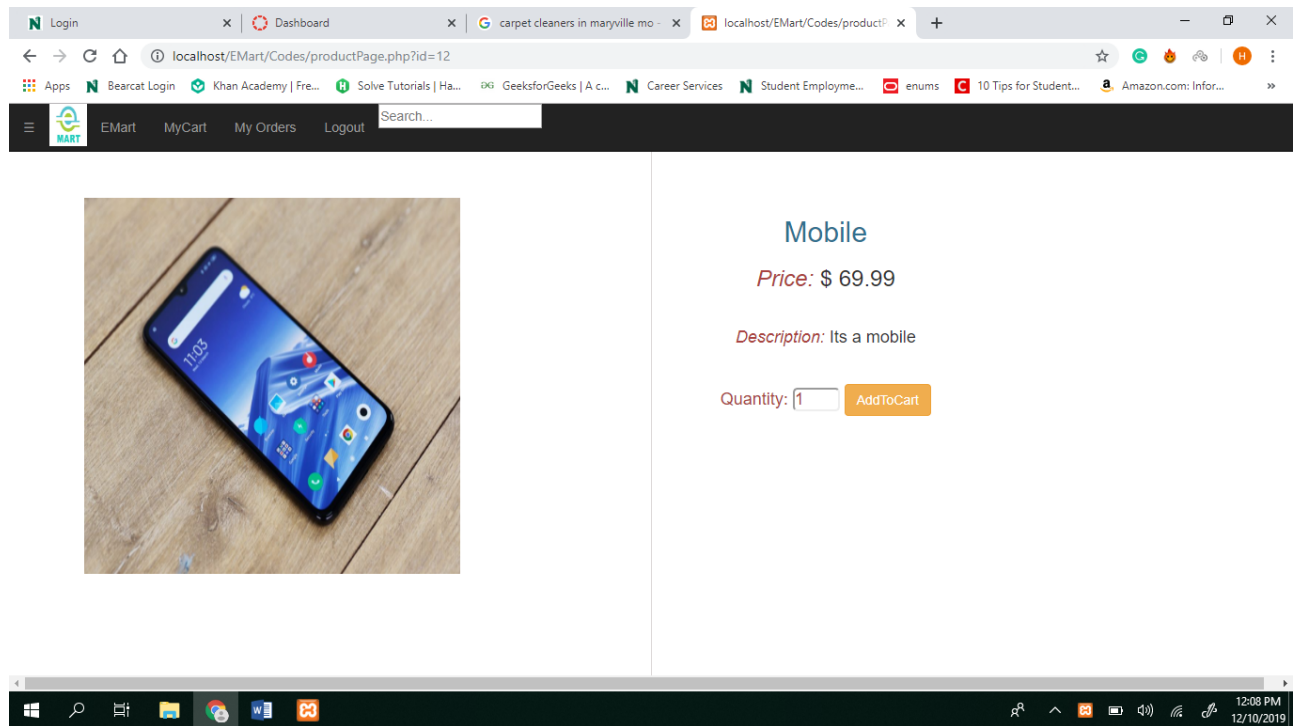 Login
Dashboard
carpet cleaners in maryville mo -
localhost/EMart/Codes/productP
localhost/EMart/Codes/productPage.php?id=12
Apps
Bearcat Login
Khan Academy | Fre...
Solve Tutorials | Ha...
GeeksforGeeks | A c...
Career Services
Student Employme...
enums
10 Tips for Student...
Amazon.com: Infor...
»
MART
EMart
MyCart
My Orders
Logout
Search...
Mobile
Price: $ 69.99
11:03
Description: Its a mobile
Quantity: 1
AddToCart
12:08 PM
12/10/2019